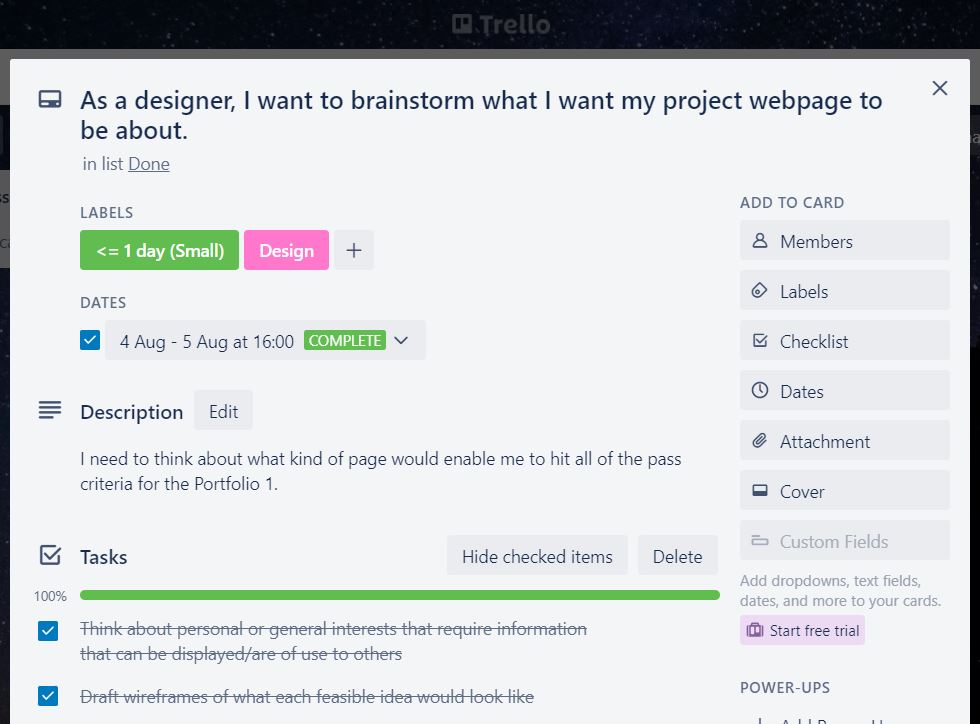 Trello
As a designer, I want to brainstorm what I want my project webpage to
be about.
in list Done
LABELS
<= 1 day (Small)
Design
DATES
4 Aug - 5 Aug at 16:00 COMPLETE
Description
Edit
I need to think about what kind of page would enable me to hit all of the pass
criteria for the Portfolio 1.
Tasks
Hide checked items
Delete
100%
Think about personal or general interests that require information
that can be displayed/are of use to others
Draft wireframes of what each feasible idea would look like
ADD TO CARD
Members
Labels
Checklist
Dates
Attachment
Cover
Custom Fields
Add dropdowns, text fields,
dates, and more to your cards.
Start free trial
POWER-UPS